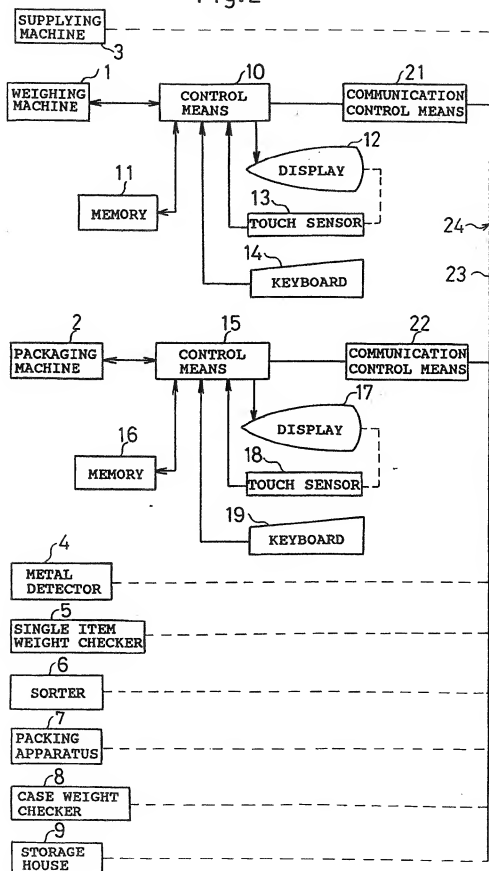 Fig.2
SUPPLYING
MACHINE
3
1
WEIGHING
MACHINE
10
CONTROL
MEANS
21
COMMUNICATION
CONTROL MEANS
12
DISPLAY
11
MEMORY
13
TOUCH SENSOR
14
KEYBOARD
24
23
2
PACKAGING
MACHINE
15
CONTROL
MEANS
22
COMMUNICATION
CONTROL MEANS
17
DISPLAY
16
MEMORY
18
TOUCH SENSOR
19
KEYBOARD
4
METAL
DETECTOR
5
SINGLE ITEM
WEIGHT CHECKER
6
SORTER
7
PACKING
APPARATUS
8
CASE WEIGHT
CHECKER
9
STORAGE
HOUSE